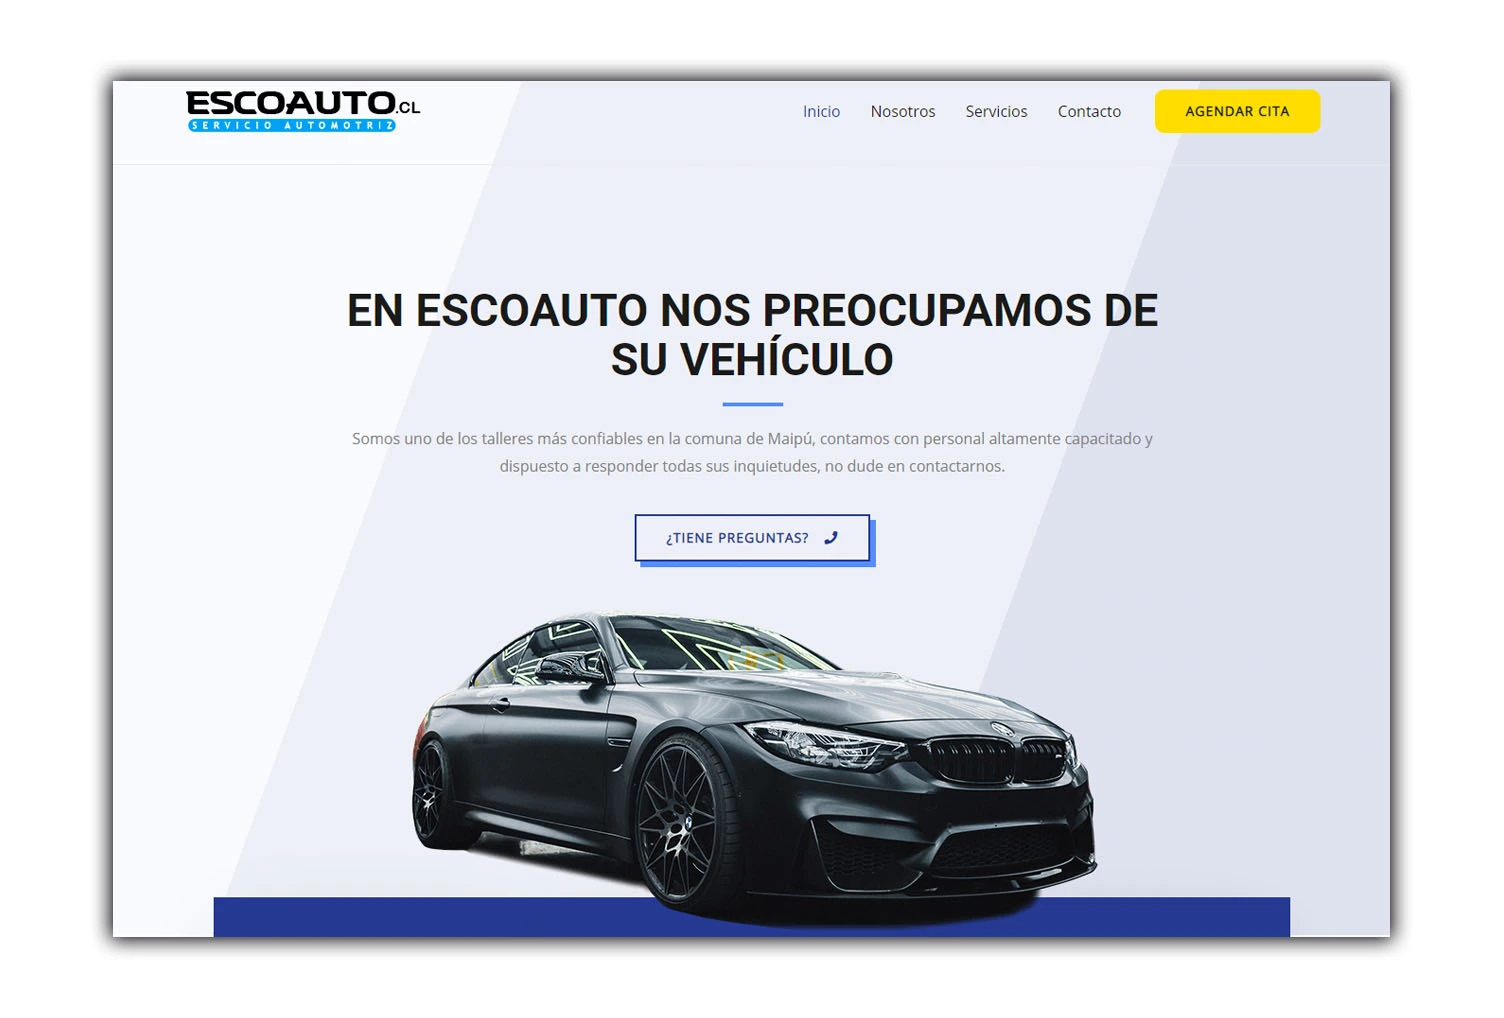 ESCOAUTO.CL
SERVICIO AUTOMOTRIZ
Inicio Nosotros Servicios Contacto AGENDAR CITA
EN ESCOAUTO NOS PREOCUPAMOS DE
SU VEHÍCULO
Somos uno de los talleres más confiables en la comuna de Maipú, contamos con personal altamente capacitado y
dispuesto a responder todas sus inquietudes, no dude en contactarnos.
¿TIENE PREGUNTAS?